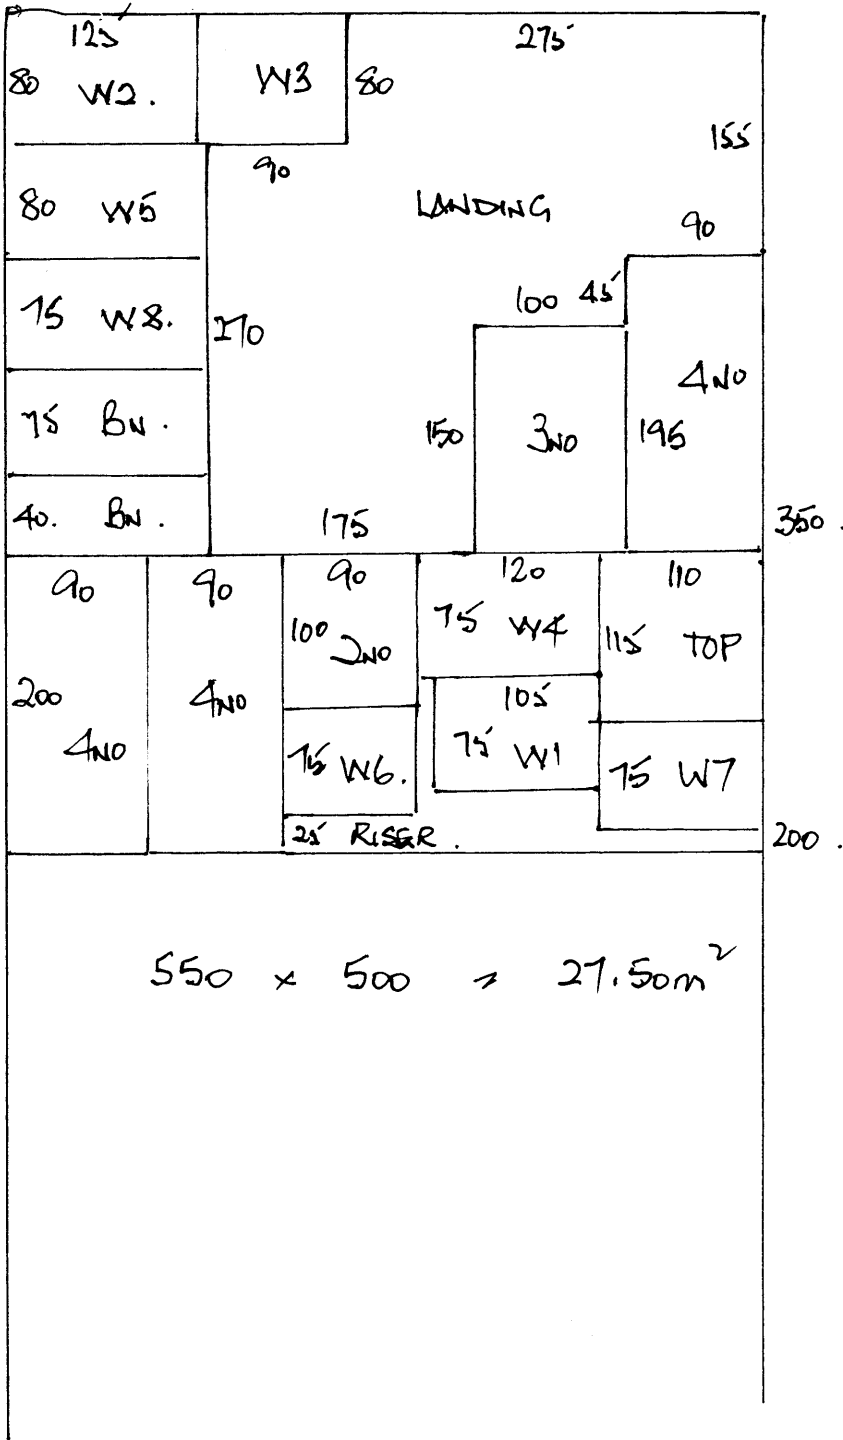 125 275
80 W2. W3 80
155
90
80 W5 LANDING
90
100 45
75 W8. 270
4NO
75 BN. 150 3NO 195
40. BN. 175 350.
90 90 90 120 110
100 2NO 75 W4 115 TOP
200 4NO 105
4NO 75 W6. 75 W1 75 W7
25 RISER. 200.
550 x 500 = 27.50m²